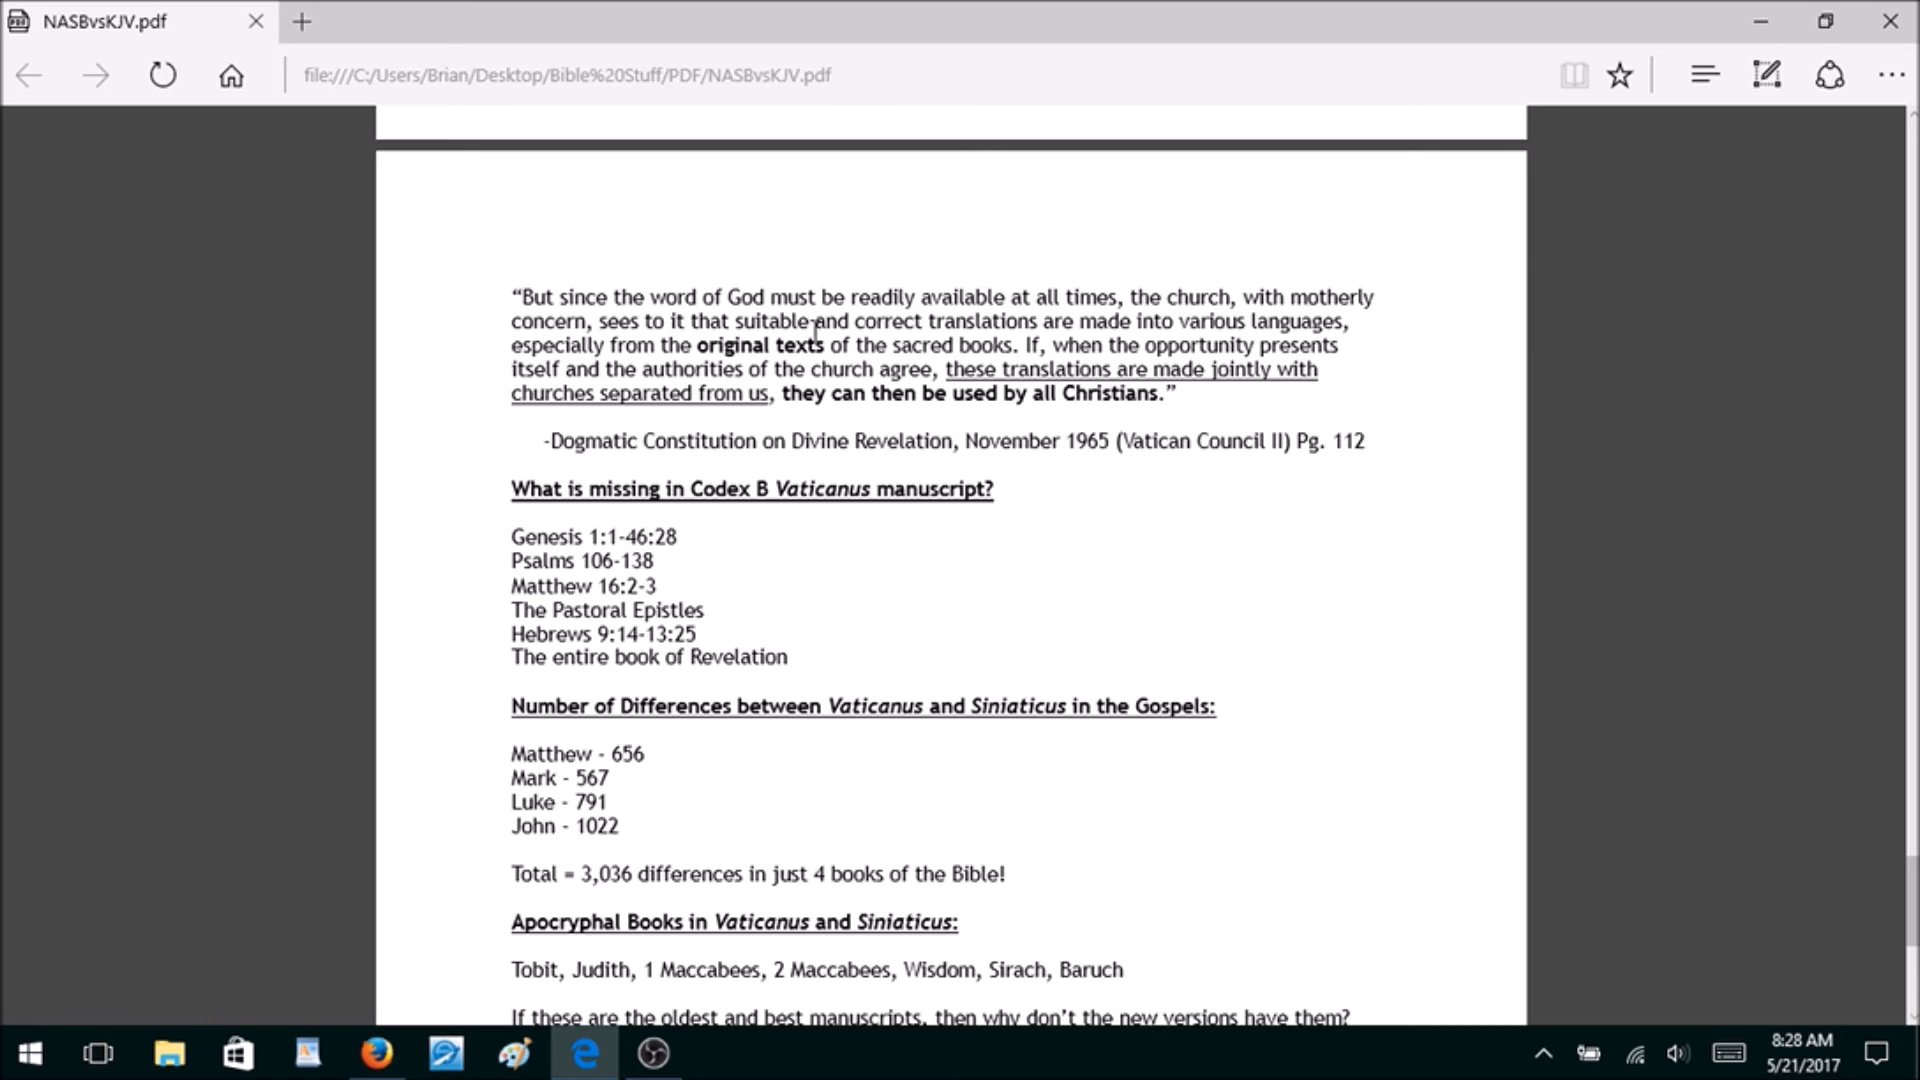 NASBvsKJV.pdf
file:///C:/Users/Brian/Desktop/Bible%20Stuff/PDF/NASBvsKJV.pdf
“But since the word of God must be readily available at all times, the church, with motherly
concern, sees to it that suitable and correct translations are made into various languages,
especially from the original texts of the sacred books. If, when the opportunity presents
itself and the authorities of the church agree, these translations are made jointly with
churches separated from us, they can then be used by all Christians.”
-Dogmatic Constitution on Divine Revelation, November 1965 (Vatican Council II) Pg. 112
What is missing in Codex B Vaticanus manuscript?
Genesis 1:1-46:28
Psalms 106-138
Matthew 16:2-3
The Pastoral Epistles
Hebrews 9:14-13:25
The entire book of Revelation
Number of Differences between Vaticanus and Siniaticus in the Gospels:
Matthew - 656
Mark - 567
Luke - 791
John - 1022
Total = 3,036 differences in just 4 books of the Bible!
Apocryphal Books in Vaticanus and Siniaticus:
Tobit, Judith, 1 Maccabees, 2 Maccabees, Wisdom, Sirach, Baruch
If these are the oldest and best manuscripts, then why don’t the new versions have them?
8:28 AM
5/21/2017